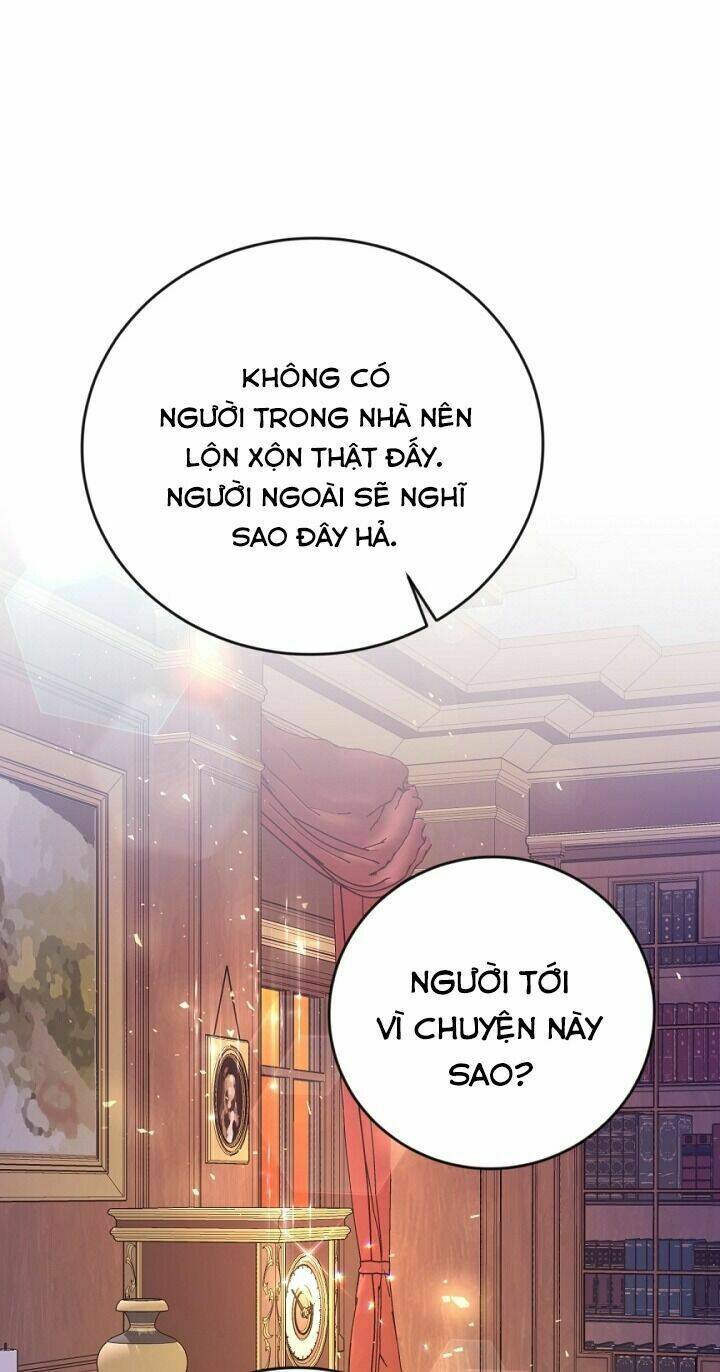 KHÔNG CÓ
NGƯỜI TRONG NHÀ NÊN
LỘN XỘN THẬT ĐẤY.
NGƯỜI NGOÀI SẼ NGHĨ
SAO ĐÂY HẢ.
NGƯỜI TỚI
VÌ CHUYỆN NÀY
SAO?